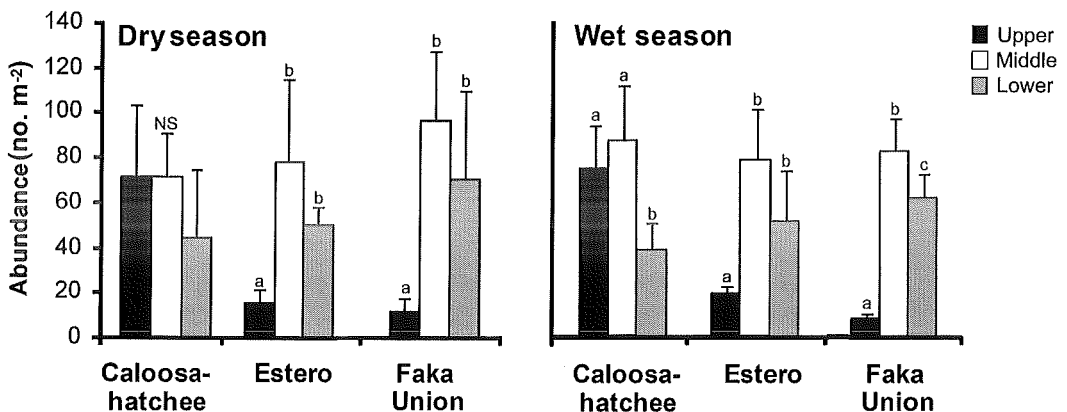 140
120
100
80
60
40
20
0
Abundance (no. m-2)
Dry season
NS
a
b
b
a
b
b
Caloosa-
hatchee
Estero
Faka
Union
Wet season
a
a
b
a
b
b
a
b
c
Caloosa-
hatchee
Estero
Faka
Union
Upper
Middle
Lower